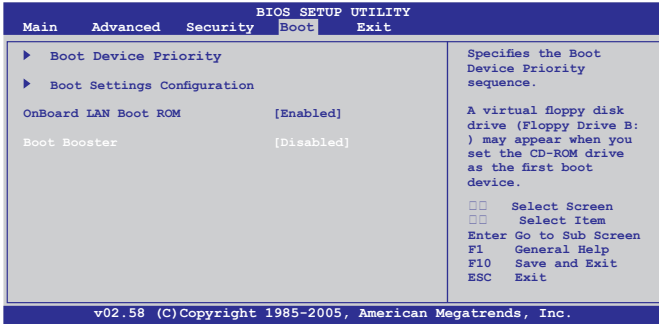 BIOS SETUP UTILITY
Main Advanced Security Boot Exit
Boot Device Priority
Boot Settings Configuration
OnBoard LAN Boot ROM [Enabled]
Boot Booster [Disabled]
Specifies the Boot
Device Priority
sequence.
A virtual floppy disk
drive (Floppy Drive B:
) may appear when you
set the CD-ROM drive
as the first boot
device.
Select Screen
Select Item
Enter Go to Sub Screen
F1 General Help
F10 Save and Exit
ESC Exit
v02.58 (C)Copyright 1985-2005, American Megatrends, Inc.